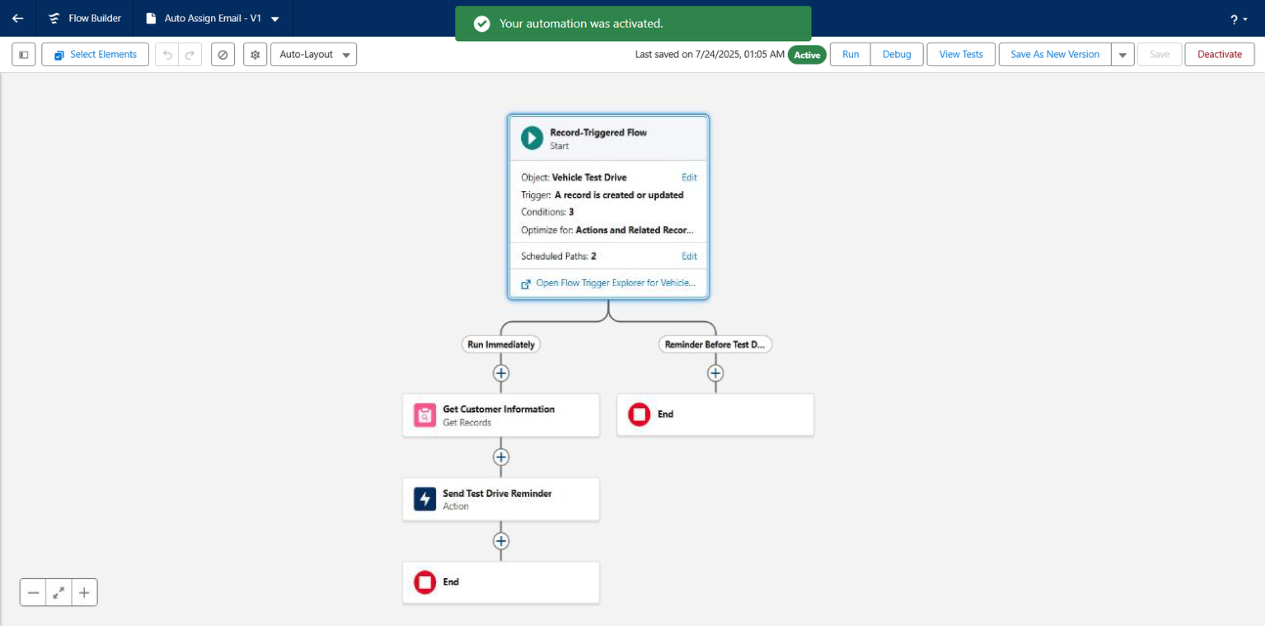 Flow Builder
Auto Assign Email - V1
Your automation was activated.
?
Select Elements
Auto-Layout
Last saved on 7/24/2025, 01:05 AM
Active
Run
Debug
View Tests
Save As New Version
Save
Deactivate
Record-Triggered Flow
Start
Object: Vehicle Test Drive
Edit
Trigger: A record is created or updated
Conditions: 3
Optimize for: Actions and Related Recor...
Scheduled Paths: 2
Edit
Open Flow Trigger Explorer for Vehicle...
Run Immediately
Reminder Before Test D...
Get Customer Information
Get Records
End
Send Test Drive Reminder
Action
End